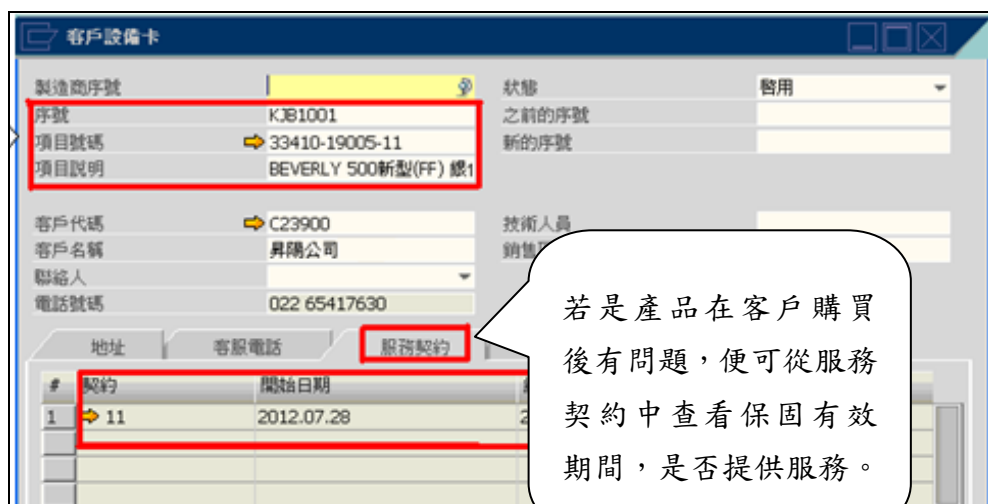 客戶設備卡
製造商序號
狀態 啓用
序號 KJB1001
之前的序號
項目號碼 33410-19005-11
新的序號
項目說明 BEVERLY 500新型(FF) 銀1
客戶代碼 C23900
技術人員
客戶名稱 昇陽公司
銷售
聯絡人
電話號碼 022 65417630
地址 客服電話 服務契約
# 契約 開始日期
1 11 2012.07.28 2
若是產品在客戶購買
後有問題，便可從服務
契約中查看保固有效
期間，是否提供服務。